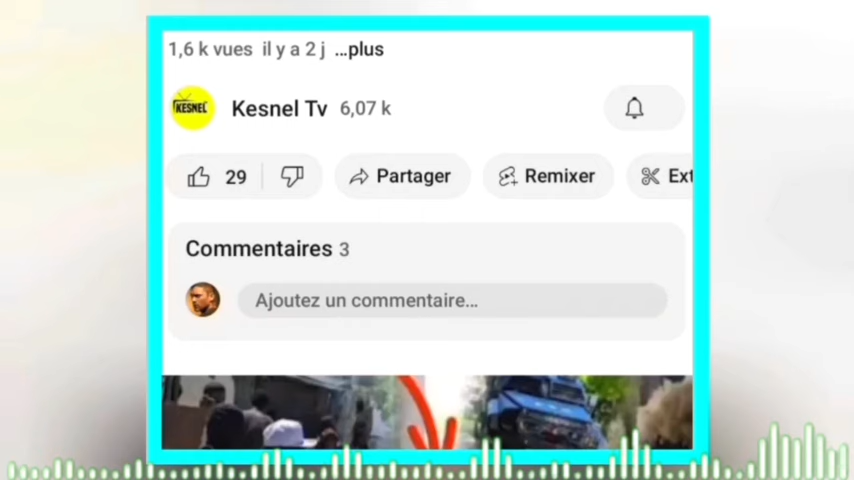 1,6 k vues il y a 2 j ...plus
KESNEL
Kesnel Tv 6,07 k
29 Partager Remixer Ext
Commentaires 3
Ajoutez un commentaire...